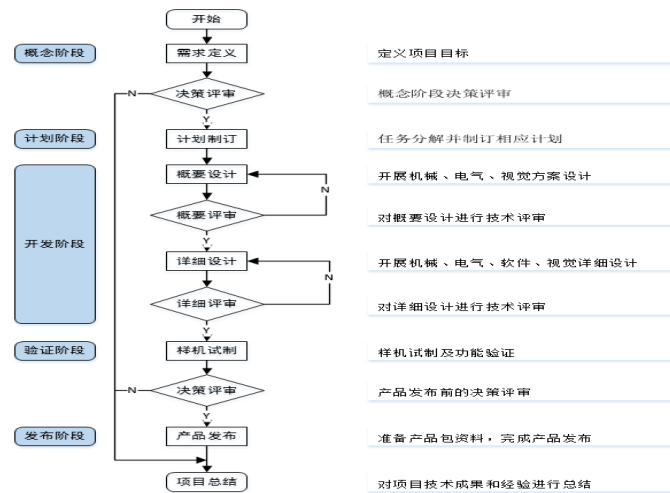 开始
概念阶段 需求定义 定义项目目标
N 决策评审 概念阶段决策评审
Y
计划阶段 计划制订 任务分解并制订相应计划
Y
概要设计 开展机械、电气、视觉方案设计
N
概要评审 对概要设计进行技术评审
Y
开发阶段
详细设计 开展机械、电气、软件、视觉详细设计
N
详细评审 对详细设计进行技术评审
Y
验证阶段 样机试制 样机试制及功能验证
N 决策评审 产品发布前的决策评审
Y
发布阶段 产品发布 准备产品包资料，完成产品发布
项目总结 对项目技术成果和经验进行总结